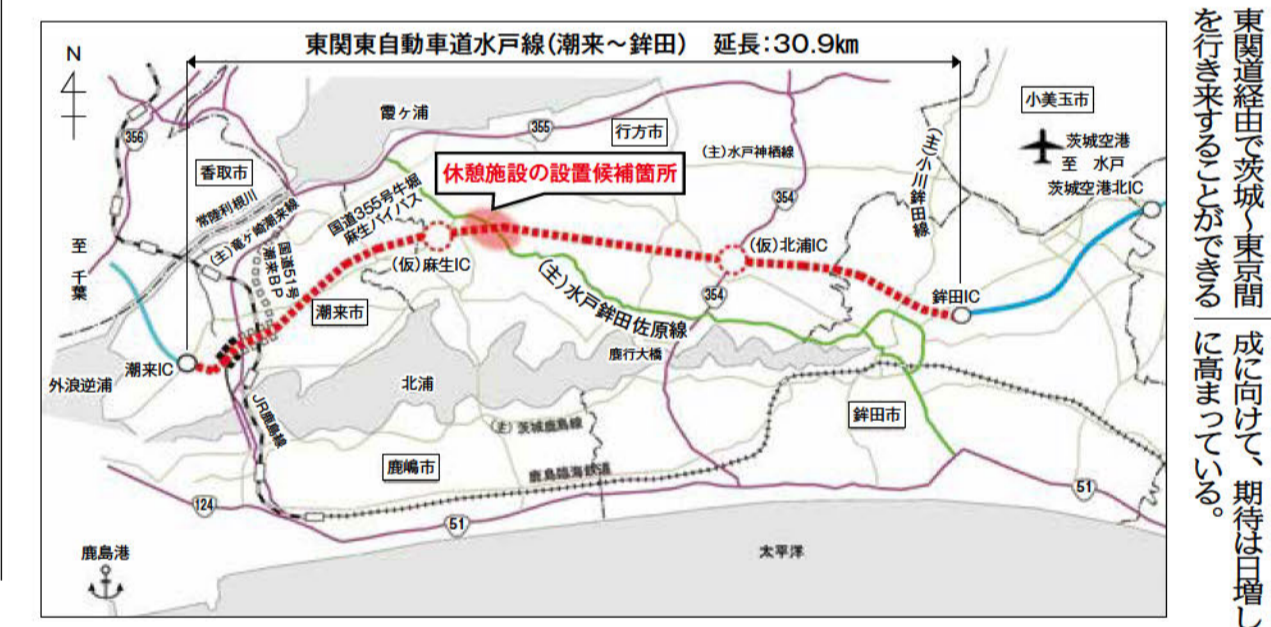 東関道経由で茨城～東京間
を行き来することができる
成に向けて、期待は日増し
に高まっている。
東関東自動車道水戸線(潮来～鉾田)　延長:30.9km
N
356
香取市
霞ヶ浦
355
行方市
(主)水戸神栖線
354
(主)小川鉾田線
小美玉市
茨城空港
至　水戸
茨城空港北IC
休憩施設の設置候補箇所
常陸利根川
(主)竜ヶ崎潮来線
国道355号牛堀
麻生バイパス
国道51号
潮来BP
至　千葉
(仮)麻生IC
(仮)北浦IC
354
鉾田IC
(主)水戸鉾田佐原線
潮来市
鹿行大橋
潮来IC
外浪逆浦
北浦
JR鹿島線
(主)茨城鹿島線
鉾田市
鹿嶋市
鹿島臨海鉄道
124
51
51
鹿島港
太平洋